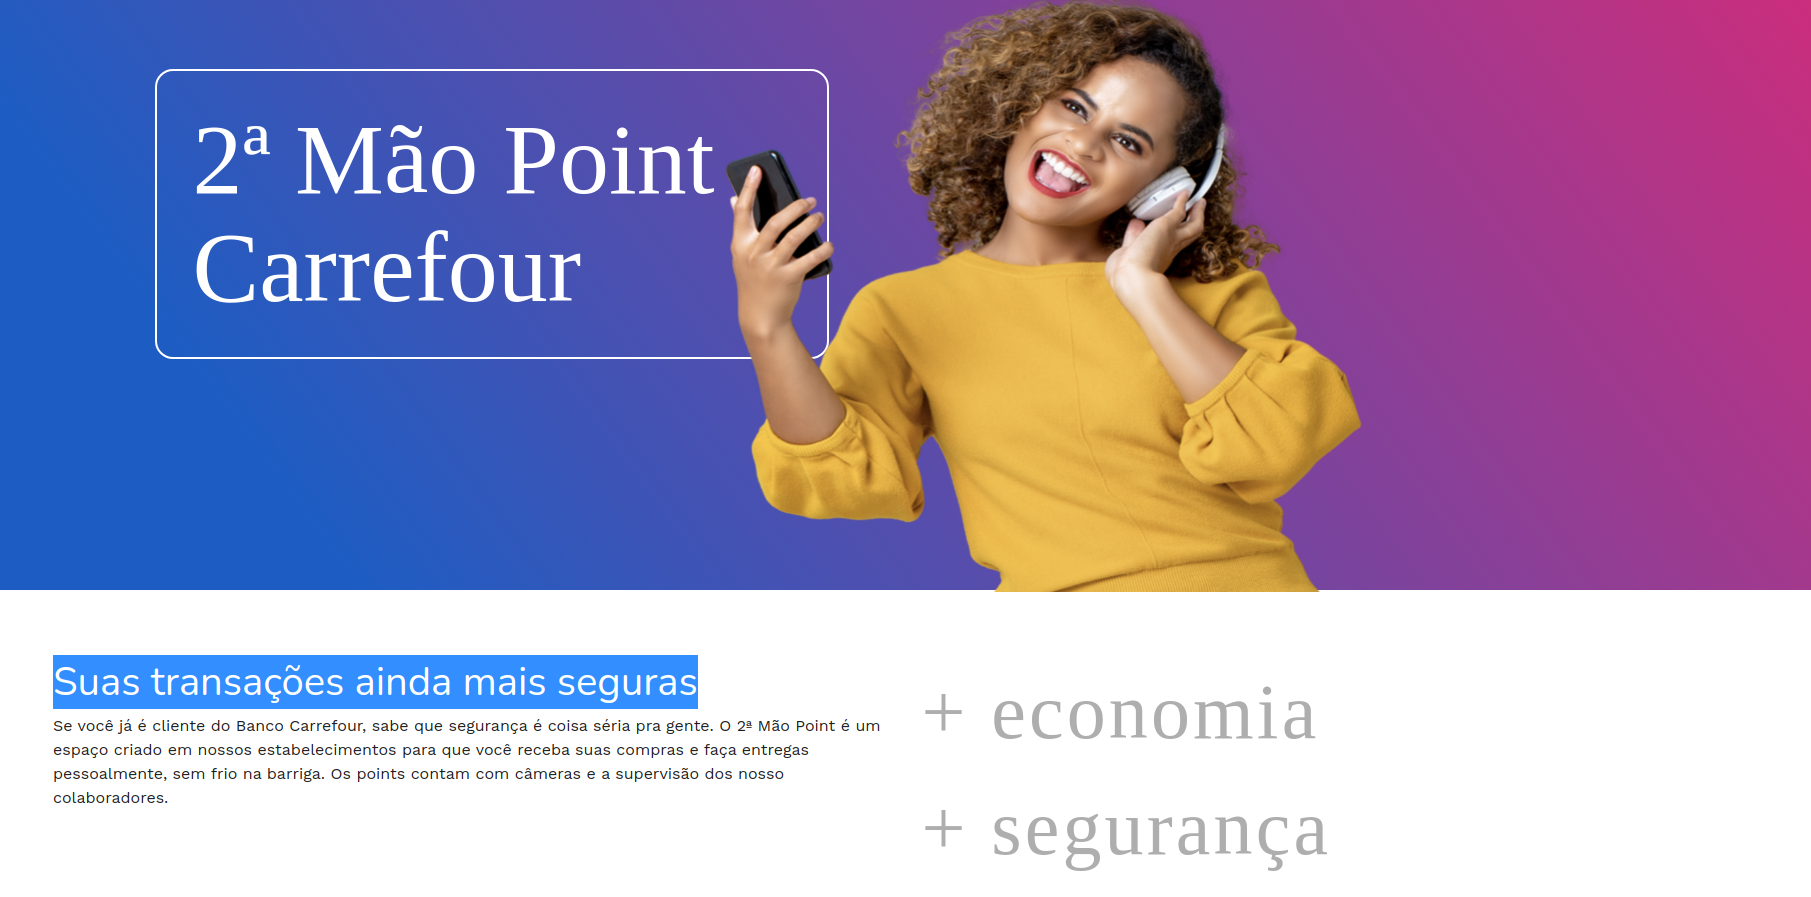 2ª Mão Point
Carrefour
Suas transações ainda mais seguras
Se você já é cliente do Banco Carrefour, sabe que segurança é coisa séria pra gente. O 2ª Mão Point é um
espaço criado em nossos estabelecimentos para que você receba suas compras e faça entregas
pessoalmente, sem frio na barriga. Os points contam com câmeras e a supervisão dos nosso
colaboradores.
+ economia
+ segurança